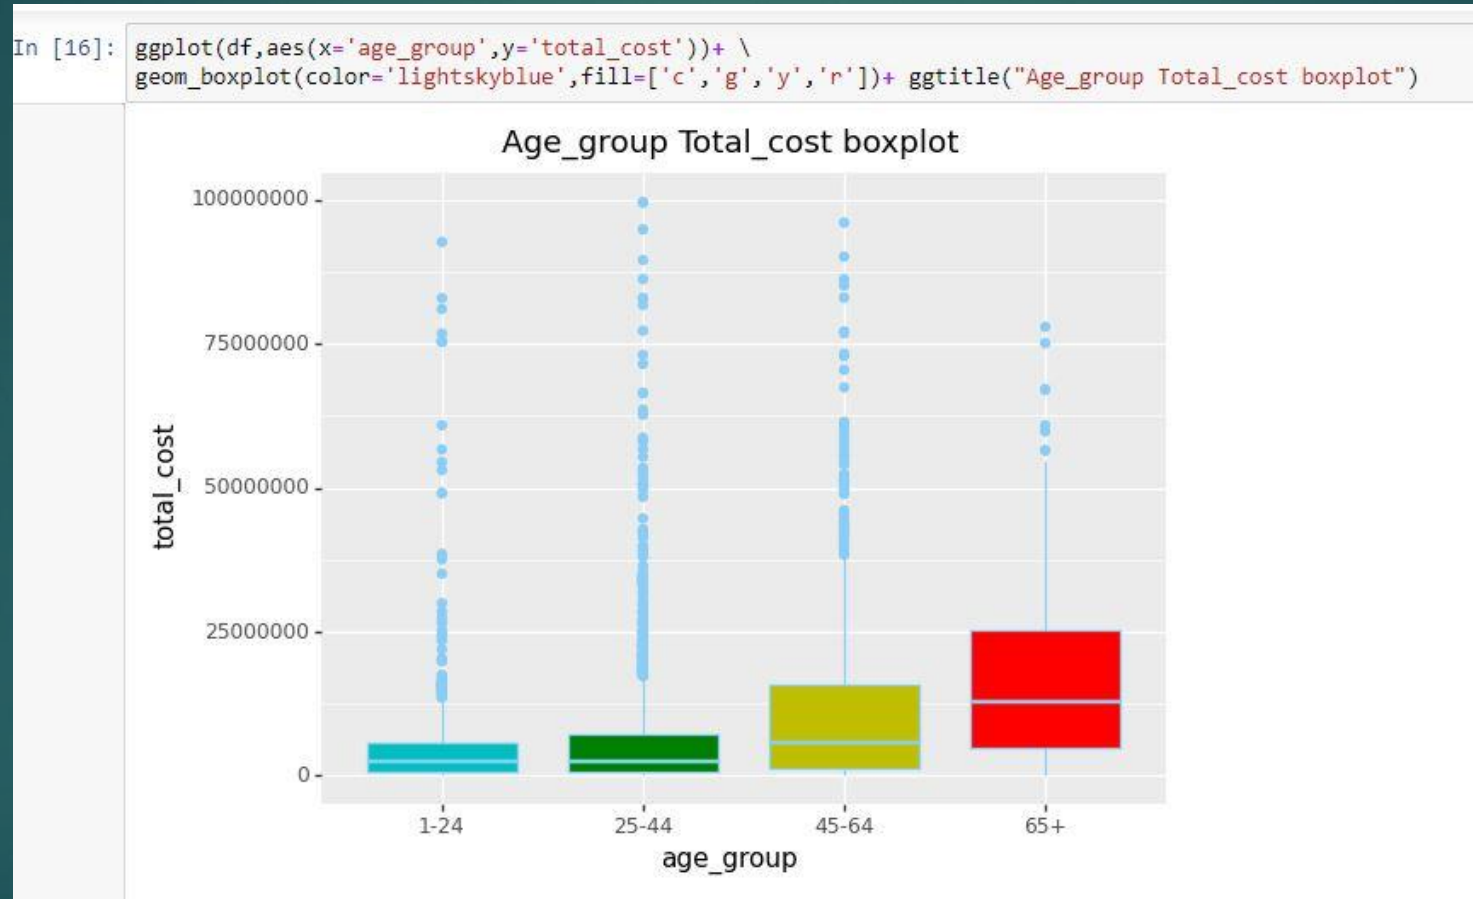 In [16]:
ggplot(df,aes(x='age_group',y='total_cost'))+ \
geom_boxplot(color='lightskyblue',fill=['c','g','y','r'])+ ggtitle("Age_group Total_cost boxplot")
Age_group Total_cost boxplot
total_cost
100000000
75000000
50000000
25000000
0
1-24 25-44 45-64 65+
age_group